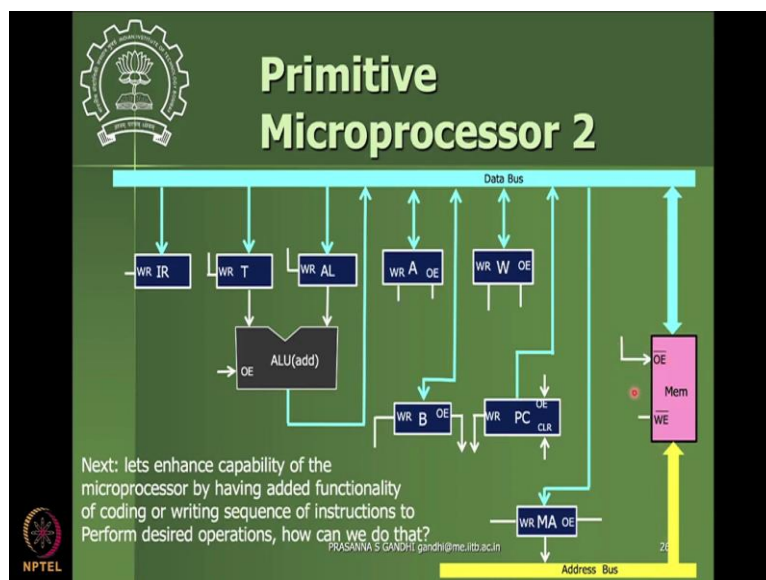 Primitive
Microprocessor 2
Data Bus
WR IR
WR T
WR AL
WR A OE
WR W OE
ALU(add)
OE
OE
Mem
WE
WR B OE
WR PC OE
CLR
Next: lets enhance capability of the
microprocessor by having added functionality
of coding or writing sequence of instructions to
Perform desired operations, how can we do that?
WR MA OE
PRASANNA S GANDHI gandhi@me.iitb.ac.in
Address Bus
NPTEL